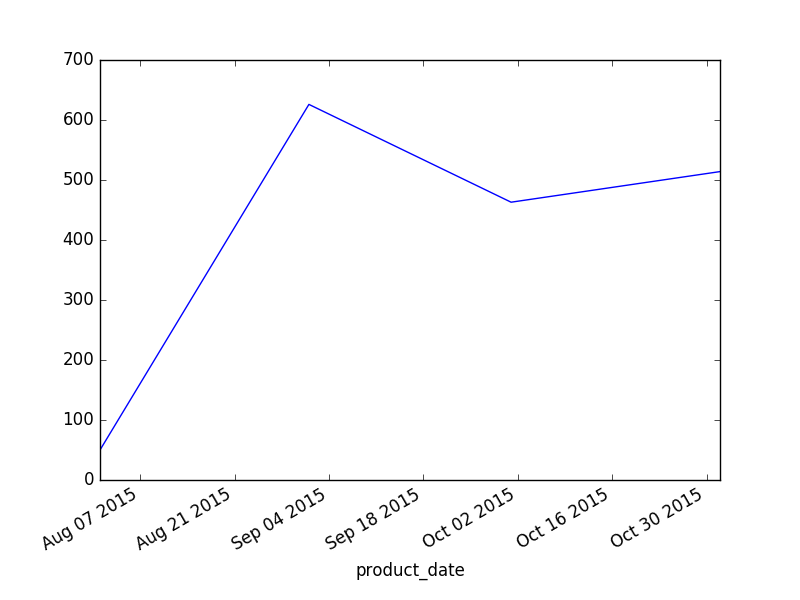 700
600
500
400
300
200
100
0
Aug 07 2015
Aug 21 2015
Sep 04 2015
Sep 18 2015
Oct 02 2015
Oct 16 2015
Oct 30 2015
product_date